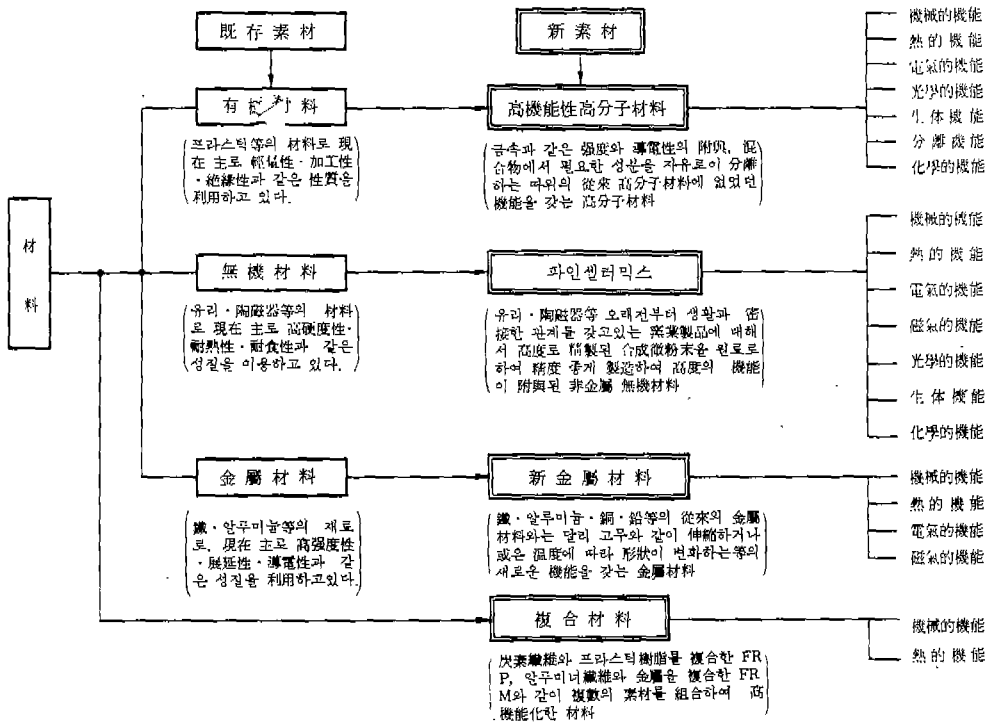 既存素材
新素材
有機材料
高機能性高分子材料
프라스틱等의 材料로 現
在 主로 輕量性·加工性
·絶緣性과 같은 性質을
利用하고 있다.
금속과 같은 强度와 導電性의 附與, 混
合物에서 필요한 성분을 자유로이 分離
하는 따위의 從來 高分子材料에 없었던
機能을 갖는 高分子材料
機械的機能
熱的機能
電氣的機能
光學的機能
生体機能
分離機能
化學的機能
材料
無機材料
파인셀러믹스
유리·陶磁器等의 材料
로 現在 主로 高硬度性·
耐熱性·耐食性과 같은
성질을 이용하고 있다.
유리·陶磁器等 오래전부터 생활과 密
接한 관계를 갖고있는 窯業製品에 대해
서 高度로 精製된 合成微粉末을 원료로
하여 精度 좋게 製造하여 高度의 機能
이 附與된 非金屬 無機材料
機械的機能
熱的機能
電氣的機能
磁氣的機能
光學的機能
生体機能
化學的機能
金屬材料
新金屬材料
鐵·알루미늄等의 재료
로, 現在 主로 高强度性
·展延性·導電性과 같
은 성질을 利用하고있다.
鐵·알루미늄·銅·鉛等의 從來의 金屬
材料와는 달리 고무와 같이 伸縮하거나
或은 温度에 따라 形狀이 변화하는等의
새로운 機能을 갖는 金屬材料
機械的機能
熱的機能
電氣的機能
磁氣的機能
複合材料
炭素纖維와 프라스틱樹脂를 複合한 FR
P, 알루미너纖維와 金屬을 複合한 FR
M와 같이 複數의 素材를 組合하여 高
機能化한 材料
機械的機能
熱的機能